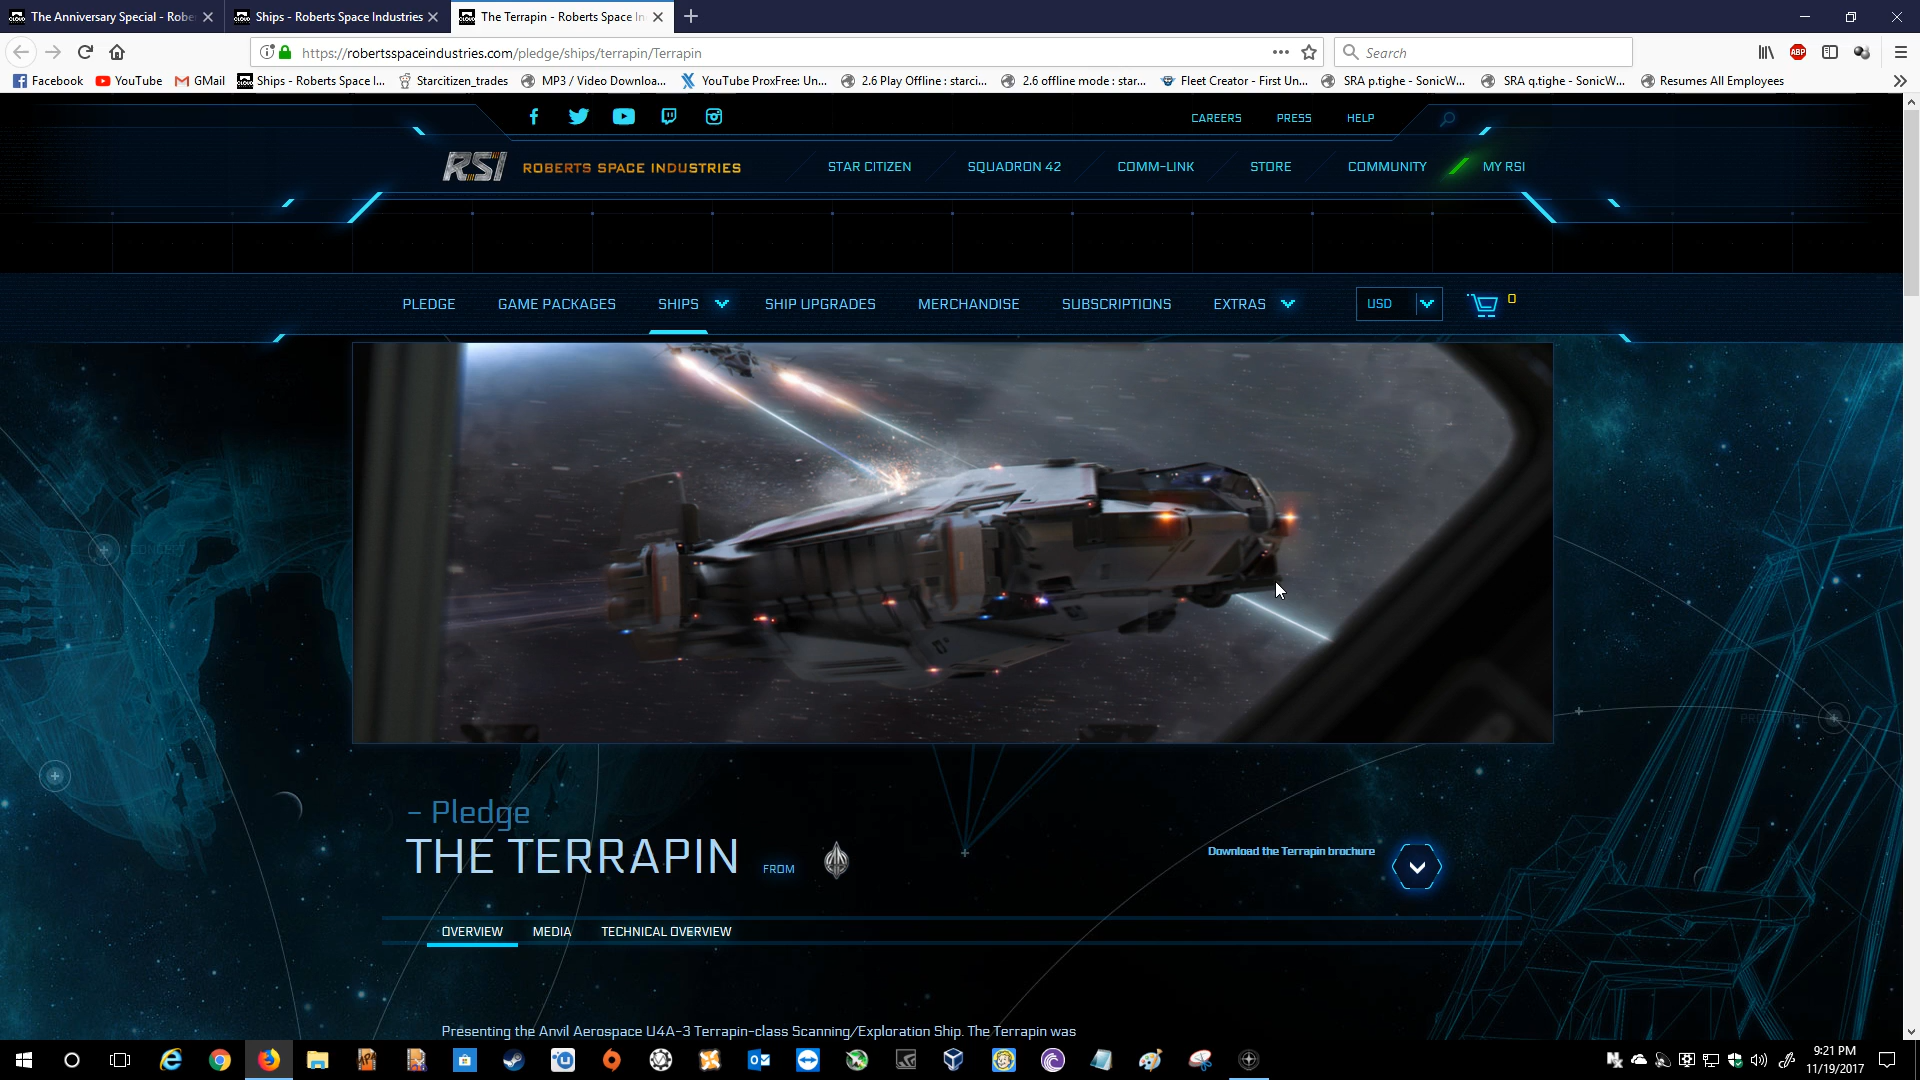 The Anniversary Special - Rober
Ships - Roberts Space Industries
The Terrapin - Roberts Space In
https://robertsspaceindustries.com/pledge/ships/terrapin/Terrapin
Search
Facebook
YouTube
GMail
Ships - Roberts Space I...
Starcitizen_trades
MP3 / Video Downloa...
YouTube ProxFree: Un...
2.6 Play Offline : starci...
2.6 offline mode : star...
Fleet Creator - First Un...
SRA p.tighe - SonicW...
SRA q.tighe - SonicW...
Resumes All Employees
CAREERS
PRESS
HELP
RSI
ROBERTS SPACE INDUSTRIES
STAR CITIZEN
SQUADRON 42
COMM-LINK
STORE
COMMUNITY
MY RSI
PLEDGE
GAME PACKAGES
SHIPS
SHIP UPGRADES
MERCHANDISE
SUBSCRIPTIONS
EXTRAS
USD
0
CONCEPT
- Pledge
THE TERRAPIN
FROM
Download the Terrapin brochure
OVERVIEW
MEDIA
TECHNICAL OVERVIEW
Presenting the Anvil Aerospace U4A-3 Terrapin-class Scanning/Exploration Ship. The Terrapin was
9:21 PM
11/19/2017